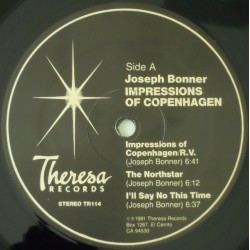 Side A
Joseph Bonner
IMPRESSIONS
OF COPENHAGEN
Impressions of
Copenhagen/R.V.
(Joseph Bonner) 6:41
The Northstar
(Joseph Bonner) 6:12
I'll Say No This Time
(Joseph Bonner) 6:37
Theresa
RECORDS
STEREO TR114
© ℗ 1981 Theresa Records
Box 1267, El Cerrito
CA 94530